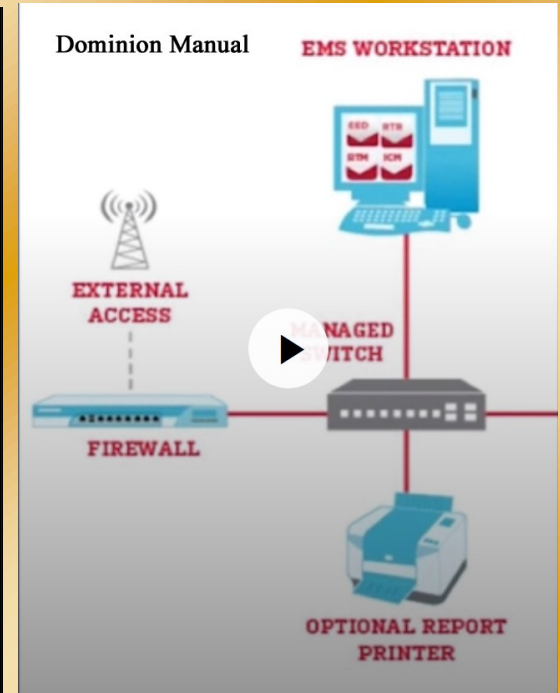 Dominion Manual
EMS WORKSTATION
EED RTR
RTM ICM
EXTERNAL
ACCESS
MANAGED
SWITCH
FIREWALL
OPTIONAL REPORT
PRINTER